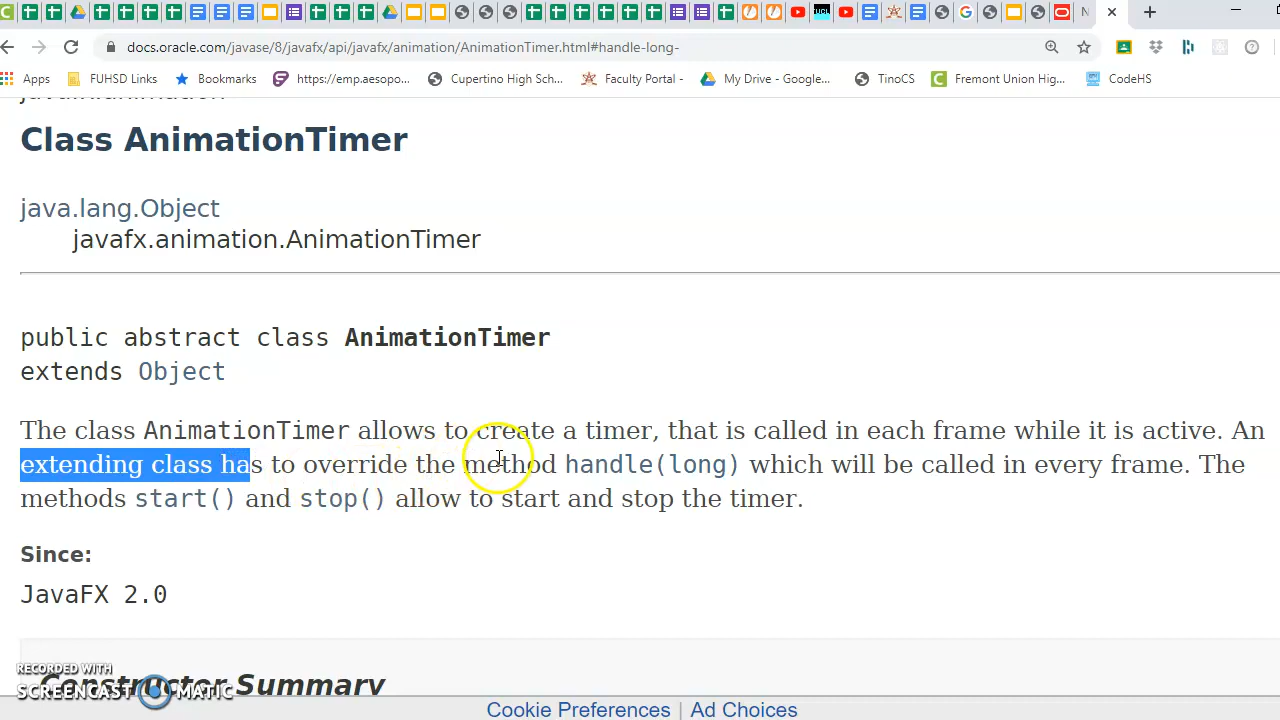 docs.oracle.com/javase/8/javafx/api/javafx/animation/AnimationTimer.html#handle-long-
Apps FUHSD Links Bookmarks https://emp.aesopo... Cupertino High Sch... Faculty Portal - My Drive - Google... TinoCS Fremont Union Hig... CodeHS
Class AnimationTimer
java.lang.Object
javafx.animation.AnimationTimer
public abstract class AnimationTimer
extends Object
The class AnimationTimer allows to create a timer, that is called in each frame while it is active. An
extending class has to override the method handle(long) which will be called in every frame. The
methods start() and stop() allow to start and stop the timer.
Since:
JavaFX 2.0
Constructor Summary
RECORDED WITH
SCREENCAST MATIC
Cookie Preferences | Ad Choices